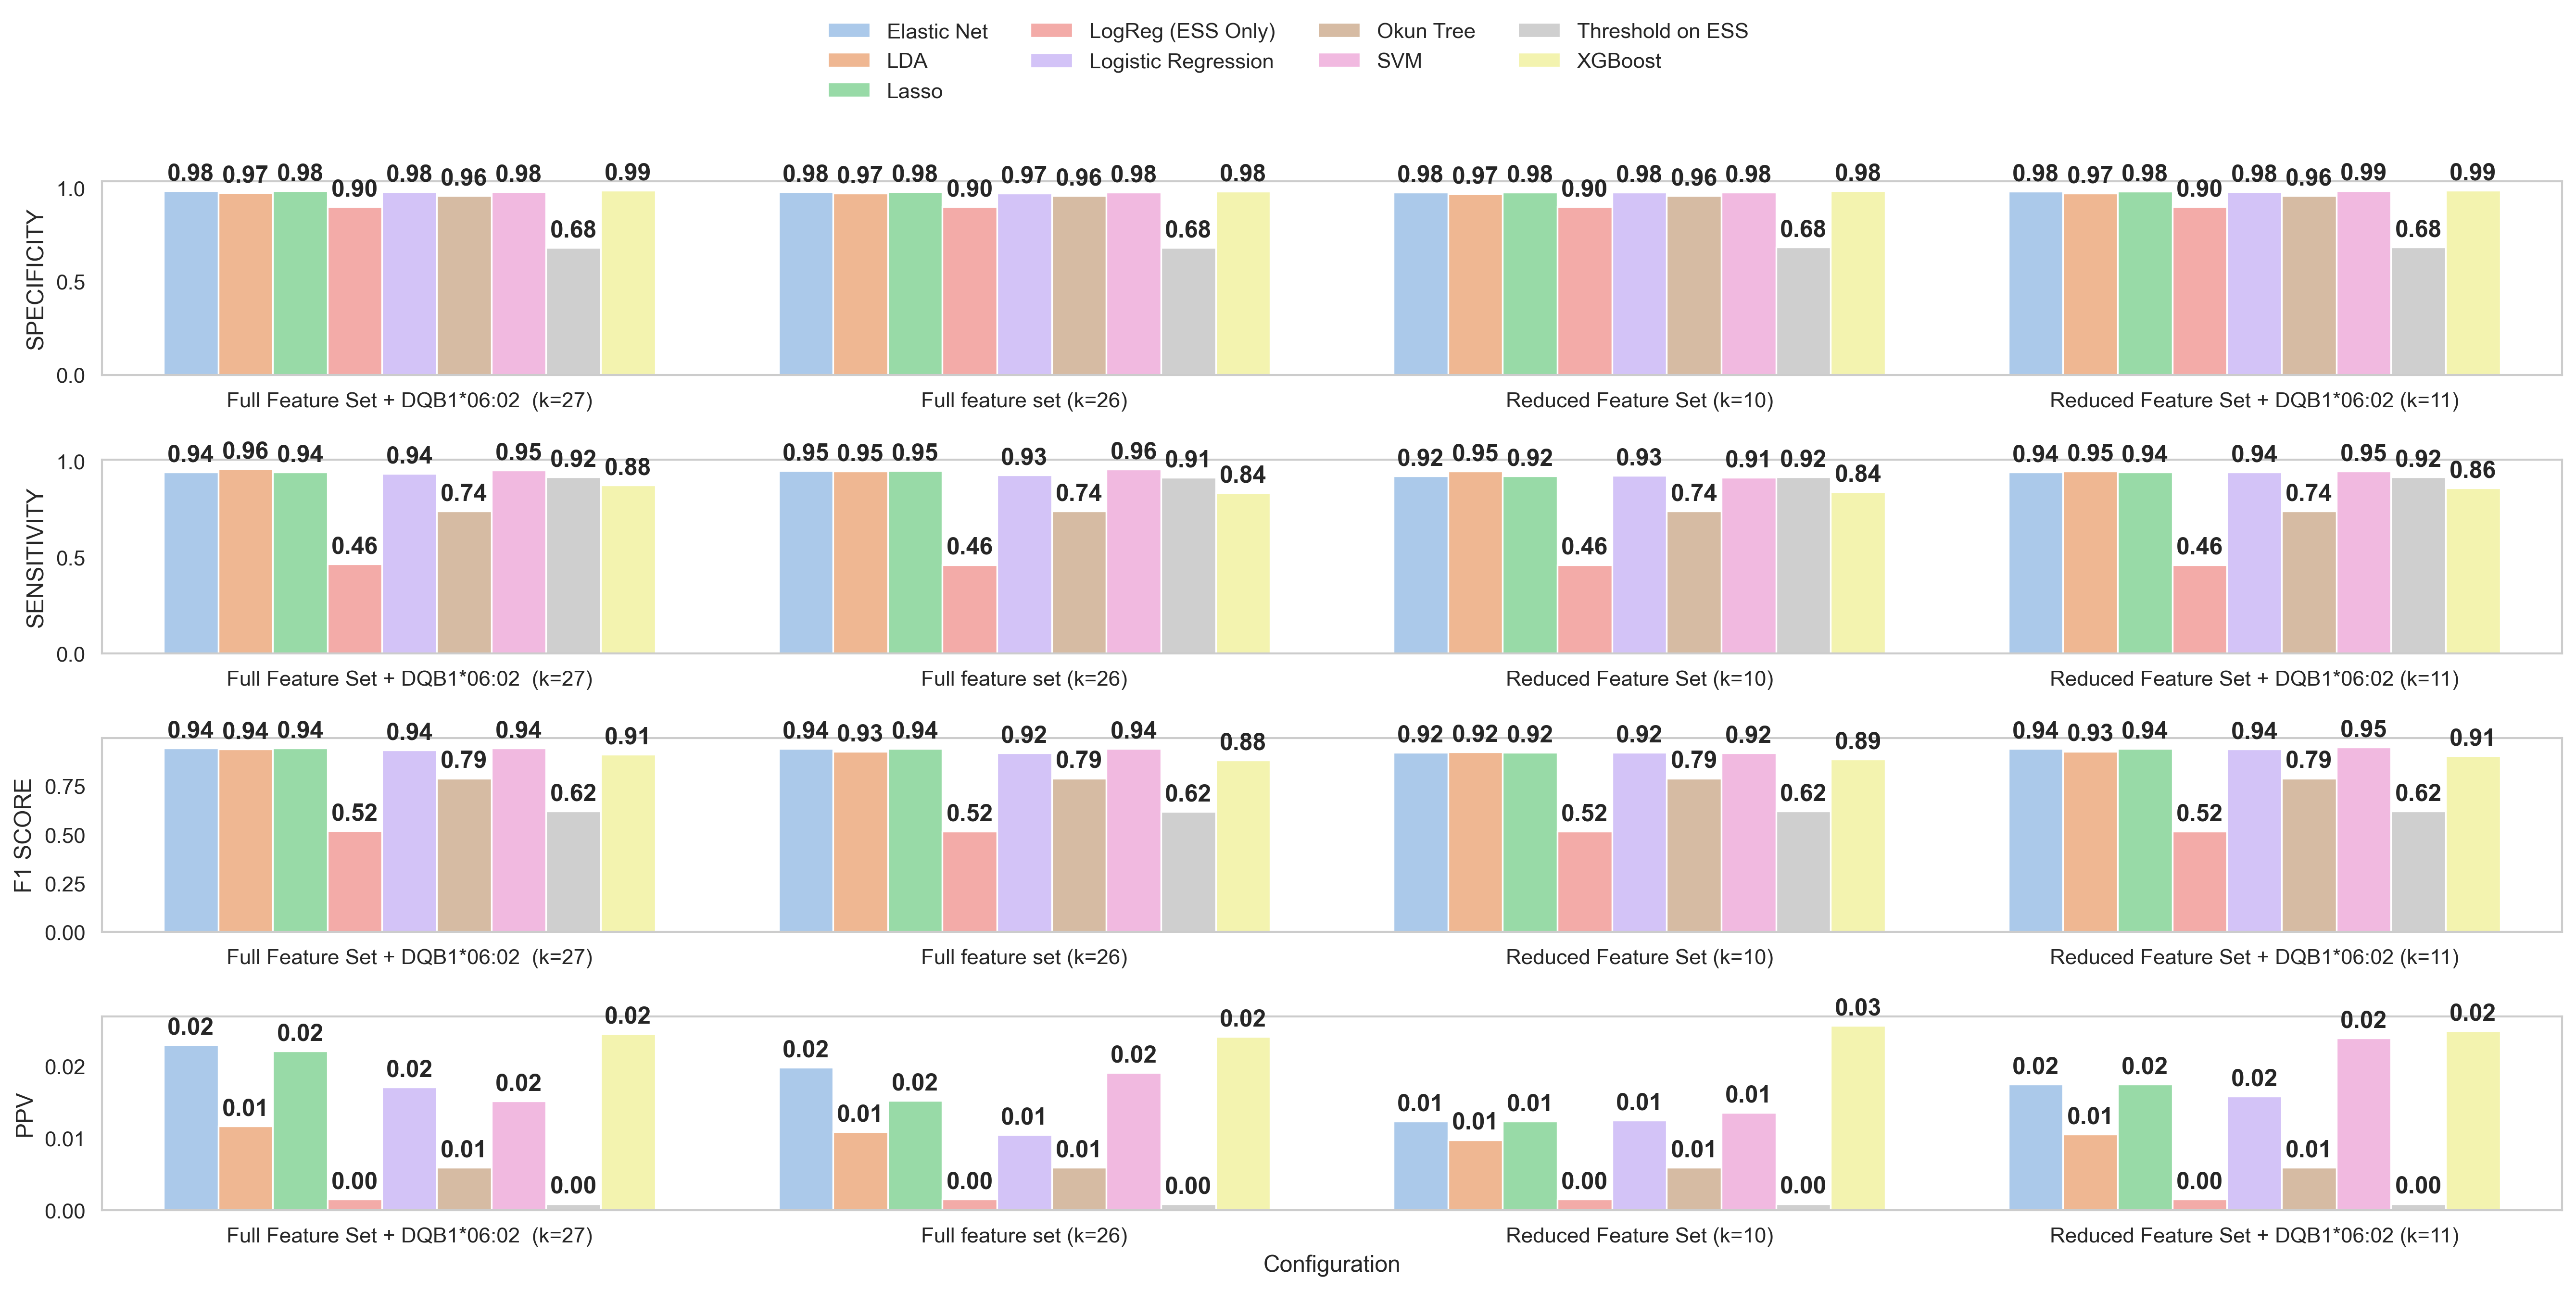 Elastic Net LogReg (ESS Only) Okun Tree Threshold on ESS
LDA Logistic Regression SVM XGBoost
Lasso
0.98 0.97 0.98 0.90 0.98 0.96 0.98 0.68 0.99 0.98 0.97 0.98 0.90 0.97 0.96 0.98 0.68 0.98 0.98 0.97 0.98 0.90 0.98 0.96 0.98 0.68 0.98 0.98 0.97 0.98 0.90 0.98 0.96 0.99 0.68 0.99
1.0
0.5
0.0
SPECIFICITY
Full Feature Set + DQB1*06:02 (k=27) Full feature set (k=26) Reduced Feature Set (k=10) Reduced Feature Set + DQB1*06:02 (k=11)
0.94 0.96 0.94 0.46 0.94 0.74 0.95 0.92 0.88 0.95 0.95 0.95 0.46 0.93 0.74 0.96 0.91 0.84 0.92 0.95 0.92 0.46 0.93 0.74 0.91 0.92 0.84 0.94 0.95 0.94 0.46 0.94 0.74 0.95 0.92 0.86
1.0
0.5
0.0
SENSITIVITY
Full Feature Set + DQB1*06:02 (k=27) Full feature set (k=26) Reduced Feature Set (k=10) Reduced Feature Set + DQB1*06:02 (k=11)
0.94 0.94 0.94 0.52 0.94 0.79 0.94 0.62 0.91 0.94 0.93 0.94 0.52 0.92 0.79 0.94 0.62 0.88 0.92 0.92 0.92 0.52 0.92 0.79 0.92 0.62 0.89 0.94 0.93 0.94 0.52 0.94 0.79 0.95 0.62 0.91
0.75
0.50
0.25
0.00
F1 SCORE
Full Feature Set + DQB1*06:02 (k=27) Full feature set (k=26) Reduced Feature Set (k=10) Reduced Feature Set + DQB1*06:02 (k=11)
0.02 0.01 0.02 0.00 0.02 0.01 0.02 0.00 0.02 0.02 0.01 0.02 0.00 0.01 0.01 0.02 0.00 0.02 0.01 0.01 0.01 0.00 0.01 0.01 0.01 0.00 0.03 0.02 0.01 0.02 0.00 0.02 0.01 0.02 0.00 0.02
0.02
0.01
0.00
PPV
Full Feature Set + DQB1*06:02 (k=27) Full feature set (k=26) Reduced Feature Set (k=10) Reduced Feature Set + DQB1*06:02 (k=11)
Configuration